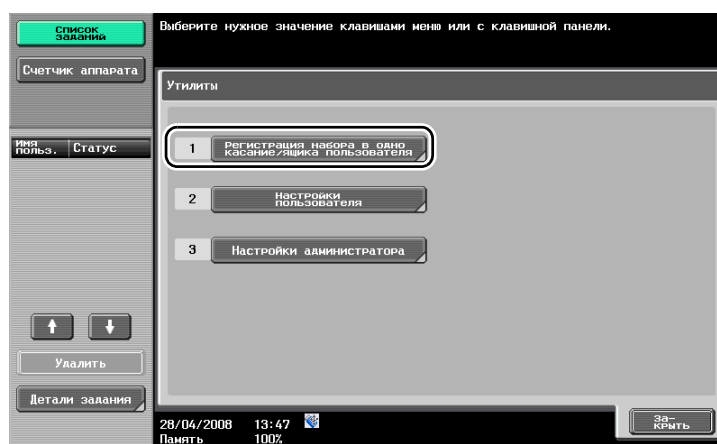 Список
заданий
Выберите нужное значение клавишами меню или с клавишной панели.
Счетчик аппарата
Утилиты
Имя
польз. Статус
1 Регистрация набора в одно
касание/ящика пользователя
2 Настройки
пользователя
3 Настройки администратора
Удалить
Детали задания
28/04/2008 13:47
Память 100%
За-
крыть